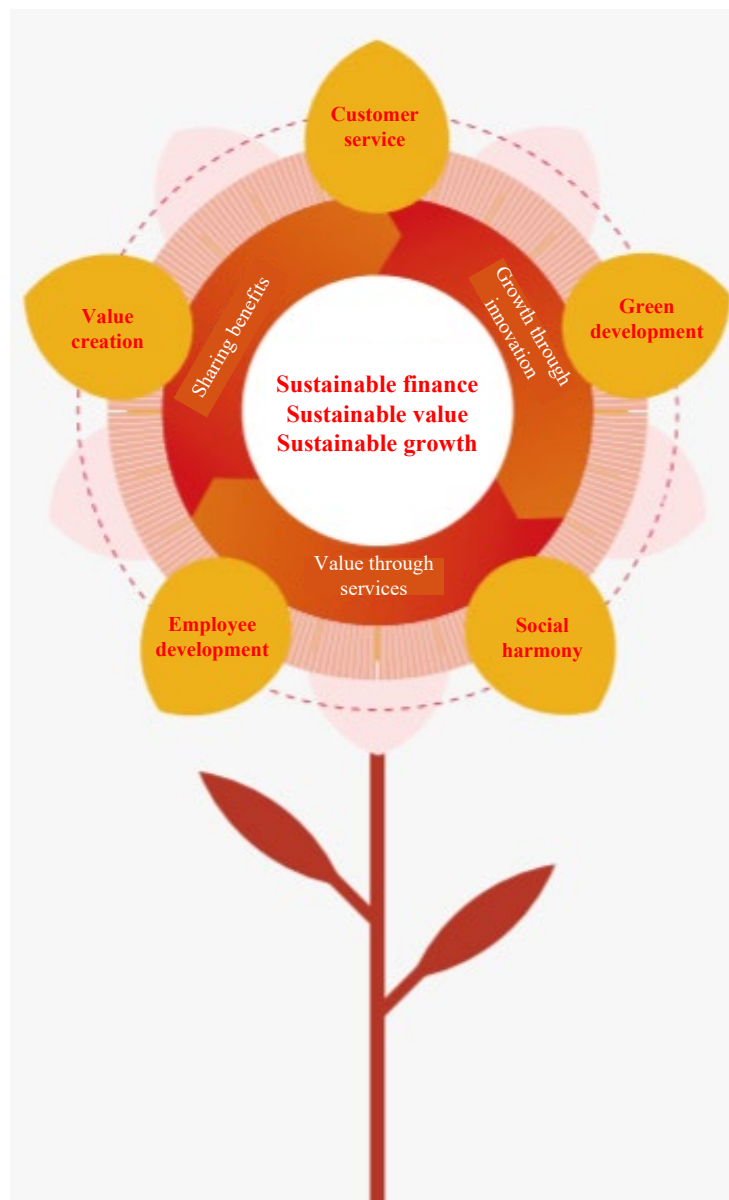 Customer
service
Value
creation
Sharing benefits
Growth through
innovation
Green
development
Sustainable finance
Sustainable value
Sustainable growth
Value through
services
Employee
development
Social
harmony